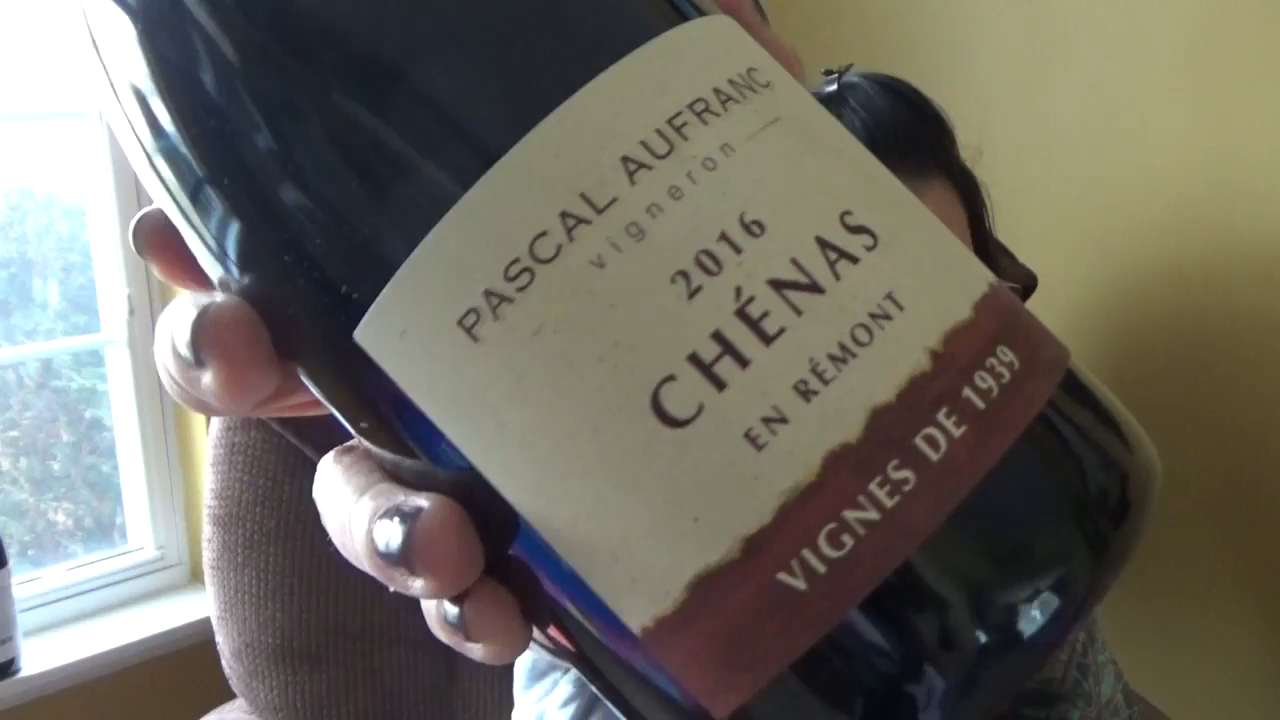 PASCAL AUFRANC
vigneron
2016
CHÉNAS
EN RÉMONT
VIGNES DE 1939